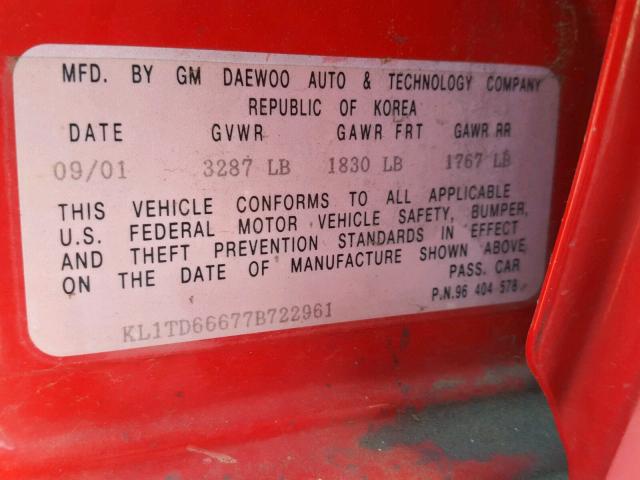 MFD. BY GM DAEWOO AUTO & TECHNOLOGY COMPANY
REPUBLIC OF KOREA
DATE GVWR GAWR FRT GAWR RR
09/01 3287 LB 1830 LB 1767 LB
THIS VEHICLE CONFORMS TO ALL APPLICABLE
U.S. FEDERAL MOTOR VEHICLE SAFETY, BUMPER,
AND THEFT PREVENTION STANDARDS IN EFFECT
ON THE DATE OF MANUFACTURE SHOWN ABOVE
PASS. CAR
P.N.96 404 578
KL1TD66677B722961